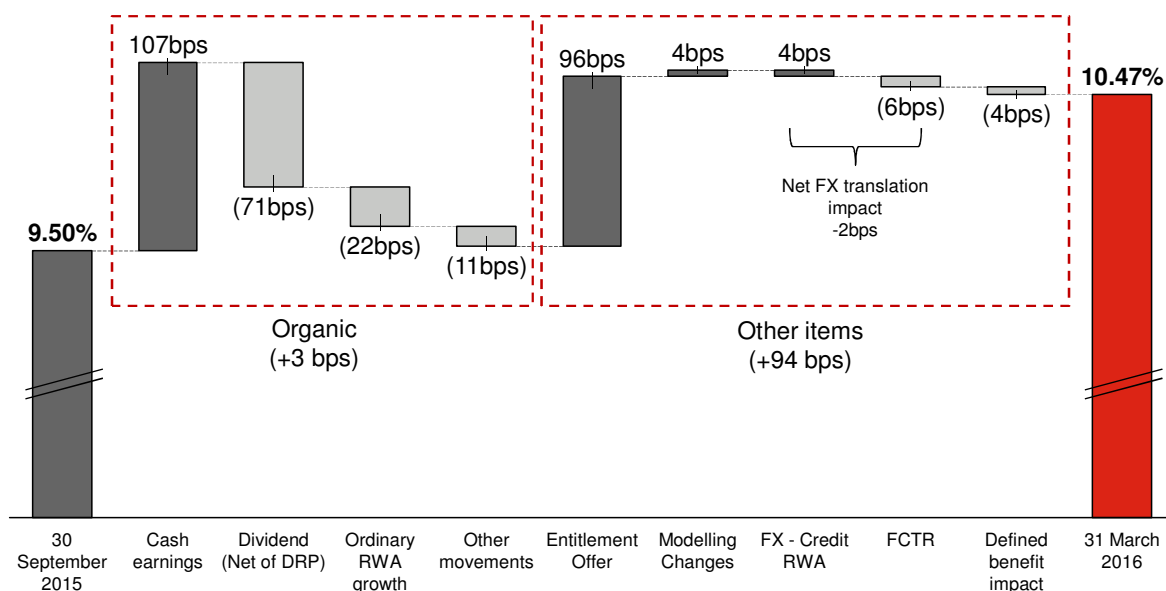 107bps
96bps
4bps
4bps
10.47%
(6bps)
(4bps)
(71bps)
Net FX translation
impact
-2bps
9.50%
(22bps)
(11bps)
Organic
(+3 bps)
Other items
(+94 bps)
30
September
2015
Cash
earnings
Dividend
(Net of DRP)
Ordinary
RWA
growth
Other
movements
Entitlement
Offer
Modelling
Changes
FX - Credit
RWA
FCTR
Defined
benefit
impact
31 March
2016